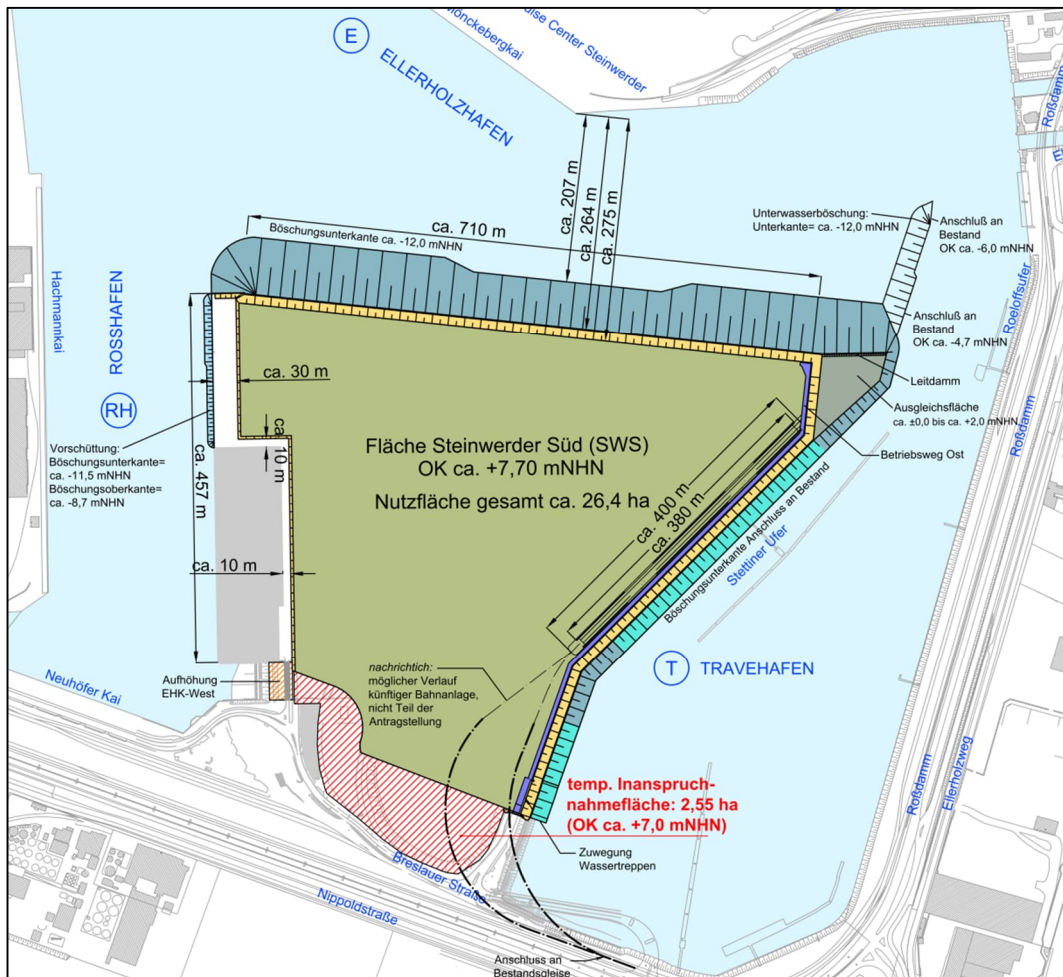 Mönckebergkai
uise Center Steinwerder
E
ELLERHOLZHAFEN
Roßdamm
ca. 207 m
ca. 264 m
ca. 275 m
ca. 710 m
Böschungsunterkante ca. -12,0 mNHN
Unterwasserböschung:
Unterkante= ca. -12,0 mNHN
Anschluß an
Bestand
OK ca. -6,0 mNHN
Roeloffsufer
Hachmannkai
ROSSHAFEN
RH
Anschluß an
Bestand
OK ca. -4,7 mNHN
Leitdamm
Ausgleichsfläche
ca. ±0,0 bis ca. +2,0 mNHN
Roßdamm
Betriebsweg Ost
ca. 30 m
ca. 10 m
Vorschüttung:
Böschungsunterkante=
ca. -11,5 mNHN
Böschungsoberkante=
ca. -8,7 mNHN
ca. 457 m
Fläche Steinwerder Süd (SWS)
OK ca. +7,70 mNHN
Nutzfläche gesamt ca. 26,4 ha
ca. 400 m
ca. 380 m
Böschungsunterkante Anschluss an Bestand
Stettiner Ufer
ca. 10 m
T
TRAVEHAFEN
Neuhöfer Kai
Aufhöhung
EHK-West
nachrichtich:
möglicher Verlauf
künftiger Bahnanlage,
nicht Teil der
Antragstellung
Roßdamm
Ellerholzweg
temp. Inanspruch-
nahmefläche: 2,55 ha
(OK ca. +7,0 mNHN)
Zuwegung
Wassertreppen
Breslauer Straße
Nippoldstraße
Anschluss an
Bestandsgleise